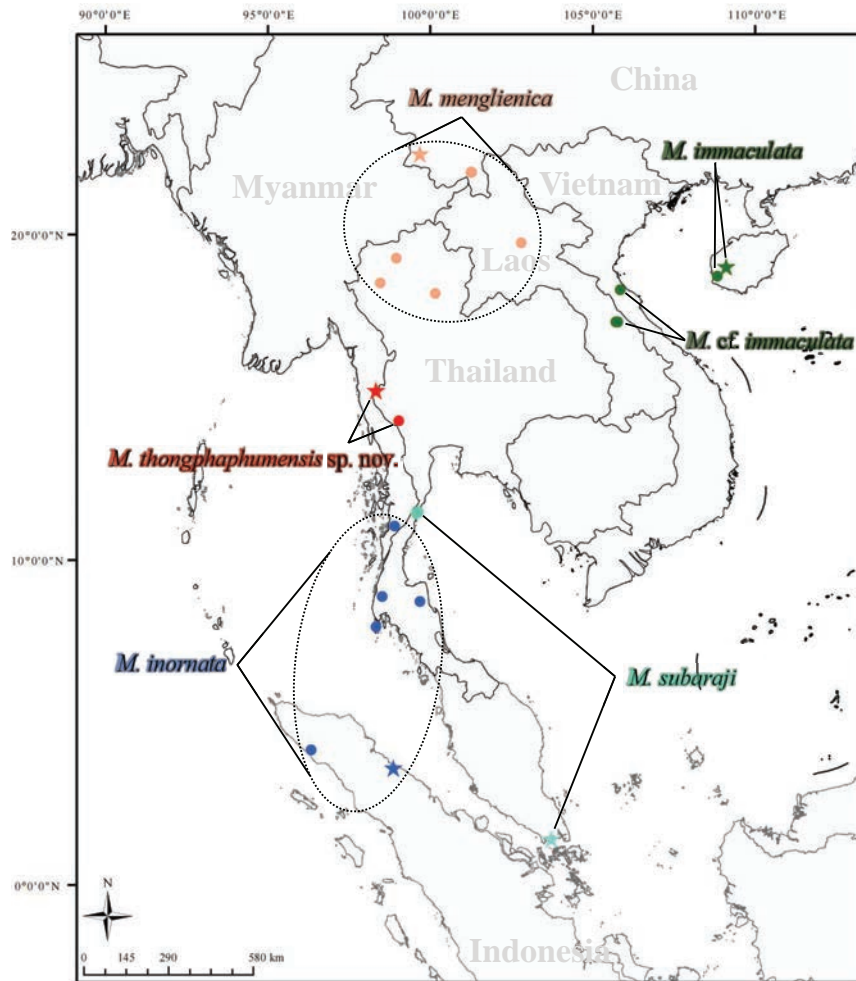 90°0'0"E 95°0'0"E 100°0'0"E 105°0'0"E 110°0'0"E
China
M. menglienica
M. immaculata
Myanmar
Vietnam
20°0'0"N
Laos
M. cf. immaculata
Thailand
M. thongphaphumensis sp. nov.
10°0'0"N
M. inornata
M. subaraji
0°0'0"N
N
Indonesia
0 145 290 580 km